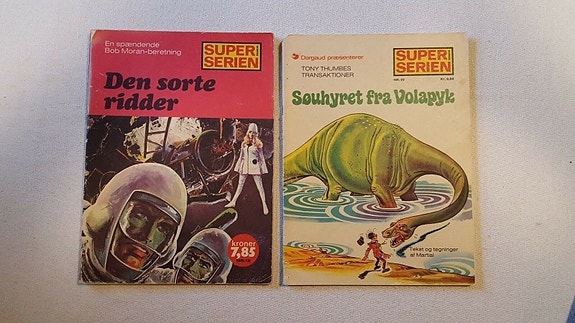 En spændende
Bob Moran-beretning
SUPER
SERIEN
Den sorte
ridder
kroner
7,85
Dargaud præsenterer
TONY THUMBES
TRANSAKTIONER
SUPER
SERIEN
Søuhyret fra Volapyk
Tekst og tegninger
af Martial